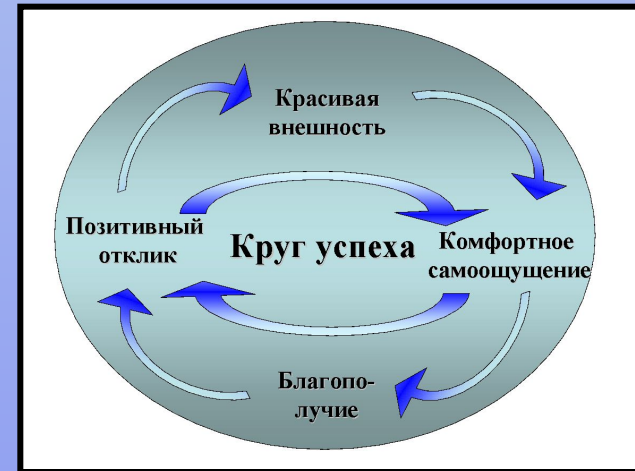 Красивая
внешность
Позитивный
отклик
Круг успеха
Комфортное
самоощущение
Благопо-
лучие